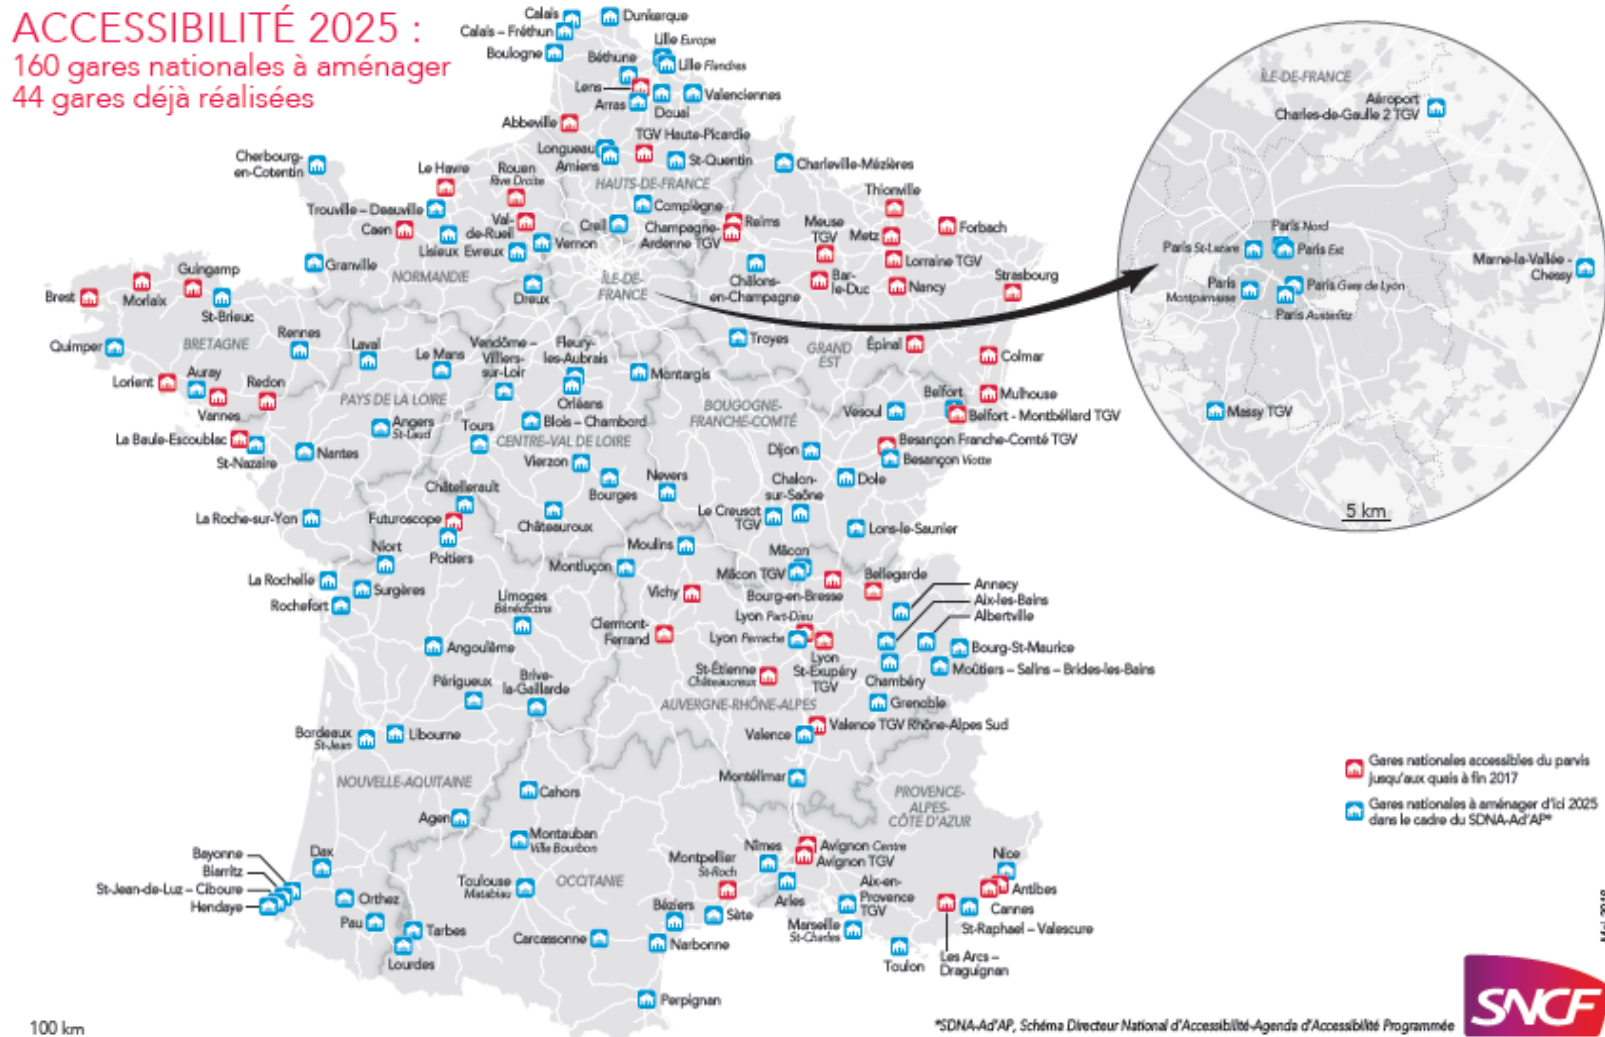 ACCESSIBILITÉ 2025 :
160 gares nationales à aménager
44 gares déjà réalisées
Calais
Calais – Fréthun
Boulogne
Dunkerque
Lille Europe
Lille Flandres
Béthune
Lens
Arras
Douai
Valenciennes
Abbeville
TGV Haute-Picardie
Longueau
Amiens
St-Quentin
Charleville-Mézières
HAUTS-DE-FRANCE
Cherbourg-
en-Cotentin
Le Havre
Rouen
Rive Droite
Trouville – Deauville
Caen
Val-
de-Rueil
Lisieux
Evreux
Vernon
Creil
Compiègne
Champagne-
Ardenne TGV
Reims
Meuse
TGV
Thionville
Metz
Forbach
Lorraine TGV
Bar-
le-Duc
Nancy
Strasbourg
Châlons-
en-Champagne
Granville
NORMANDIE
ÎLE-DE-
FRANCE
Dreux
Guingamp
Brest
Morlaix
St-Brieuc
Quimper
BRETAGNE
Rennes
Laval
Le Mans
Vendôme –
Villiers-
sur-Loir
Fleury-
les-Aubrais
Orléans
Montargis
Troyes
GRAND
EST
Épinal
Colmar
Mulhouse
Belfort
Belfort - Montbéliard TGV
Vesoul
Lorient
Auray
Vannes
Redon
PAYS DE LA LOIRE
Angers
St-Laud
Tours
Blois – Chambord
CENTRE-VAL DE LOIRE
BOUGOGNE-
FRANCHE-COMTÉ
Besançon Franche-Comté TGV
Besançon Viotte
Dijon
Dole
La Baule-Escoublac
St-Nazaire
Nantes
Vierzon
Bourges
Nevers
Chalon-
sur-Saône
Le Creusot
TGV
Lons-le-Saunier
Châtellerault
Futuroscope
Poitiers
Châteauroux
La Roche-sur-Yon
Niort
Moulins
Montluçon
Mâcon
Mâcon TGV
Bourg-en-Bresse
Bellegarde
La Rochelle
Surgères
Rochefort
Limoges
Bénédictins
Vichy
Clermont-
Ferrand
Lyon Part-Dieu
Lyon Perrache
Lyon
St-Exupéry
TGV
Annecy
Aix-les-Bains
Albertville
Bourg-St-Maurice
Moûtiers – Salins – Brides-les-Bains
Chambéry
Grenoble
Angoulême
Périgueux
Brive-
la-Gaillarde
St-Étienne
Châteaucreux
AUVERGNE-RHÔNE-ALPES
Valence TGV Rhône-Alpes Sud
Valence
Bordeaux
St-Jean
Libourne
NOUVELLE-AQUITAINE
Montélimar
PROVENCE-
ALPES-
CÔTE D'AZUR
Cahors
Agen
Montauban
Ville Bourbon
Bayonne
Biarritz
St-Jean-de-Luz – Ciboure
Hendaye
Dax
Orthez
Pau
Tarbes
Lourdes
Toulouse
Matabiau
OCCITANIE
Montpellier
St-Roch
Nîmes
Avignon Centre
Avignon TGV
Arles
Aix-en-
Provence
TGV
Marseille
St-Charles
Toulon
Nice
Antibes
Cannes
St-Raphael – Valescure
Les Arcs –
Draguignan
Béziers
Sète
Narbonne
Carcassonne
Perpignan
ÎLE-DE-FRANCE
Aéroport
Charles-de-Gaulle 2 TGV
Paris Nord
Paris St-Lazare
Paris Est
Marne-la-Vallée -
Chessy
Paris
Montparnasse
Paris Gare de Lyon
Paris Austerlitz
Massy TGV
5 km
Gares nationales accessibles du parvis
jusqu'aux quais à fin 2017
Gares nationales à aménager d'ici 2025
dans le cadre du SDNA-Ad'AP*
100 km
*SDNA-Ad'AP, Schéma Directeur National d'Accessibilité-Agenda d'Accessibilité Programmée
SNCF